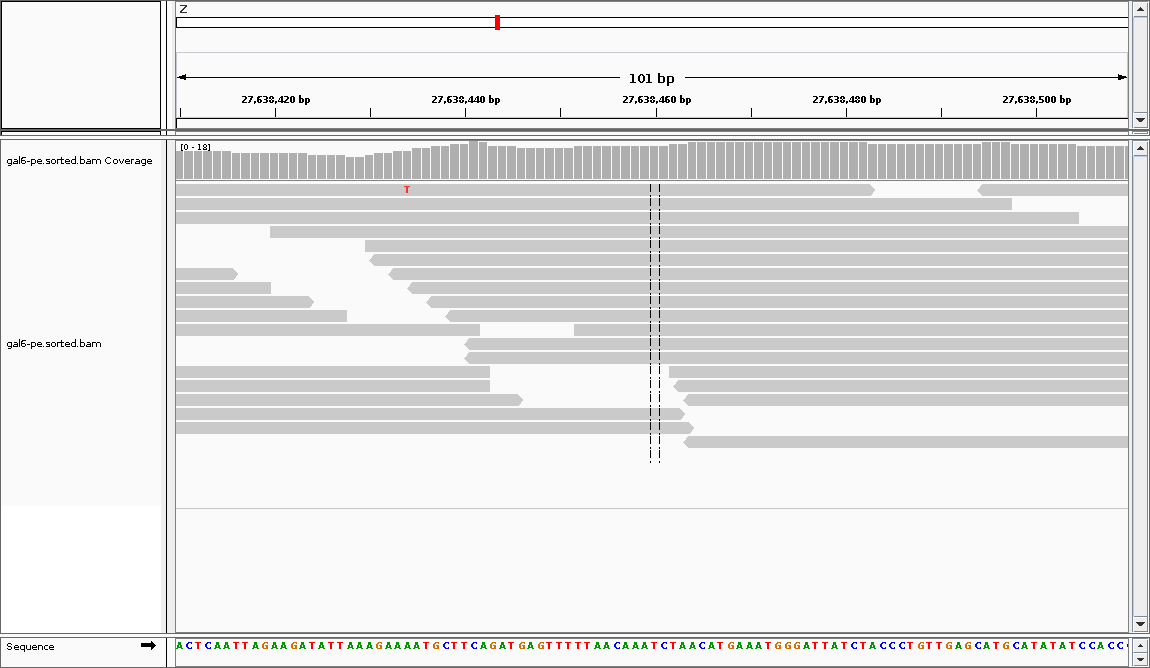 Z
101 bp
27,638,420 bp 27,638,440 bp 27,638,460 bp 27,638,480 bp 27,638,500 bp
gal6-pe.sorted.bam Coverage
[0 - 18]
T
gal6-pe.sorted.bam
Sequence
ACTCAATTAGAAGATATTAAAGAAAATGCTTCAGATGAGTTTTTAACAAATCTAACATGAAATGGGATTATCTACCCTGTTGAGCATGCATATATCCACC